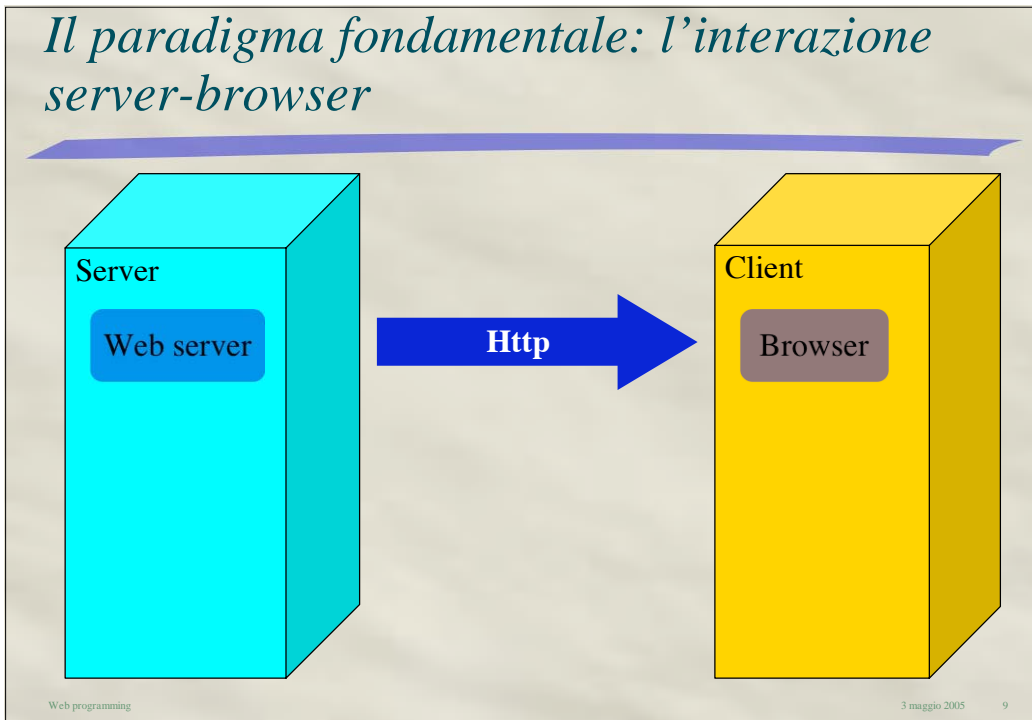 Il paradigma fondamentale: l’interazione
server-browser
Server
Web server
Http
Client
Browser
Web programming
3 maggio 2005
9